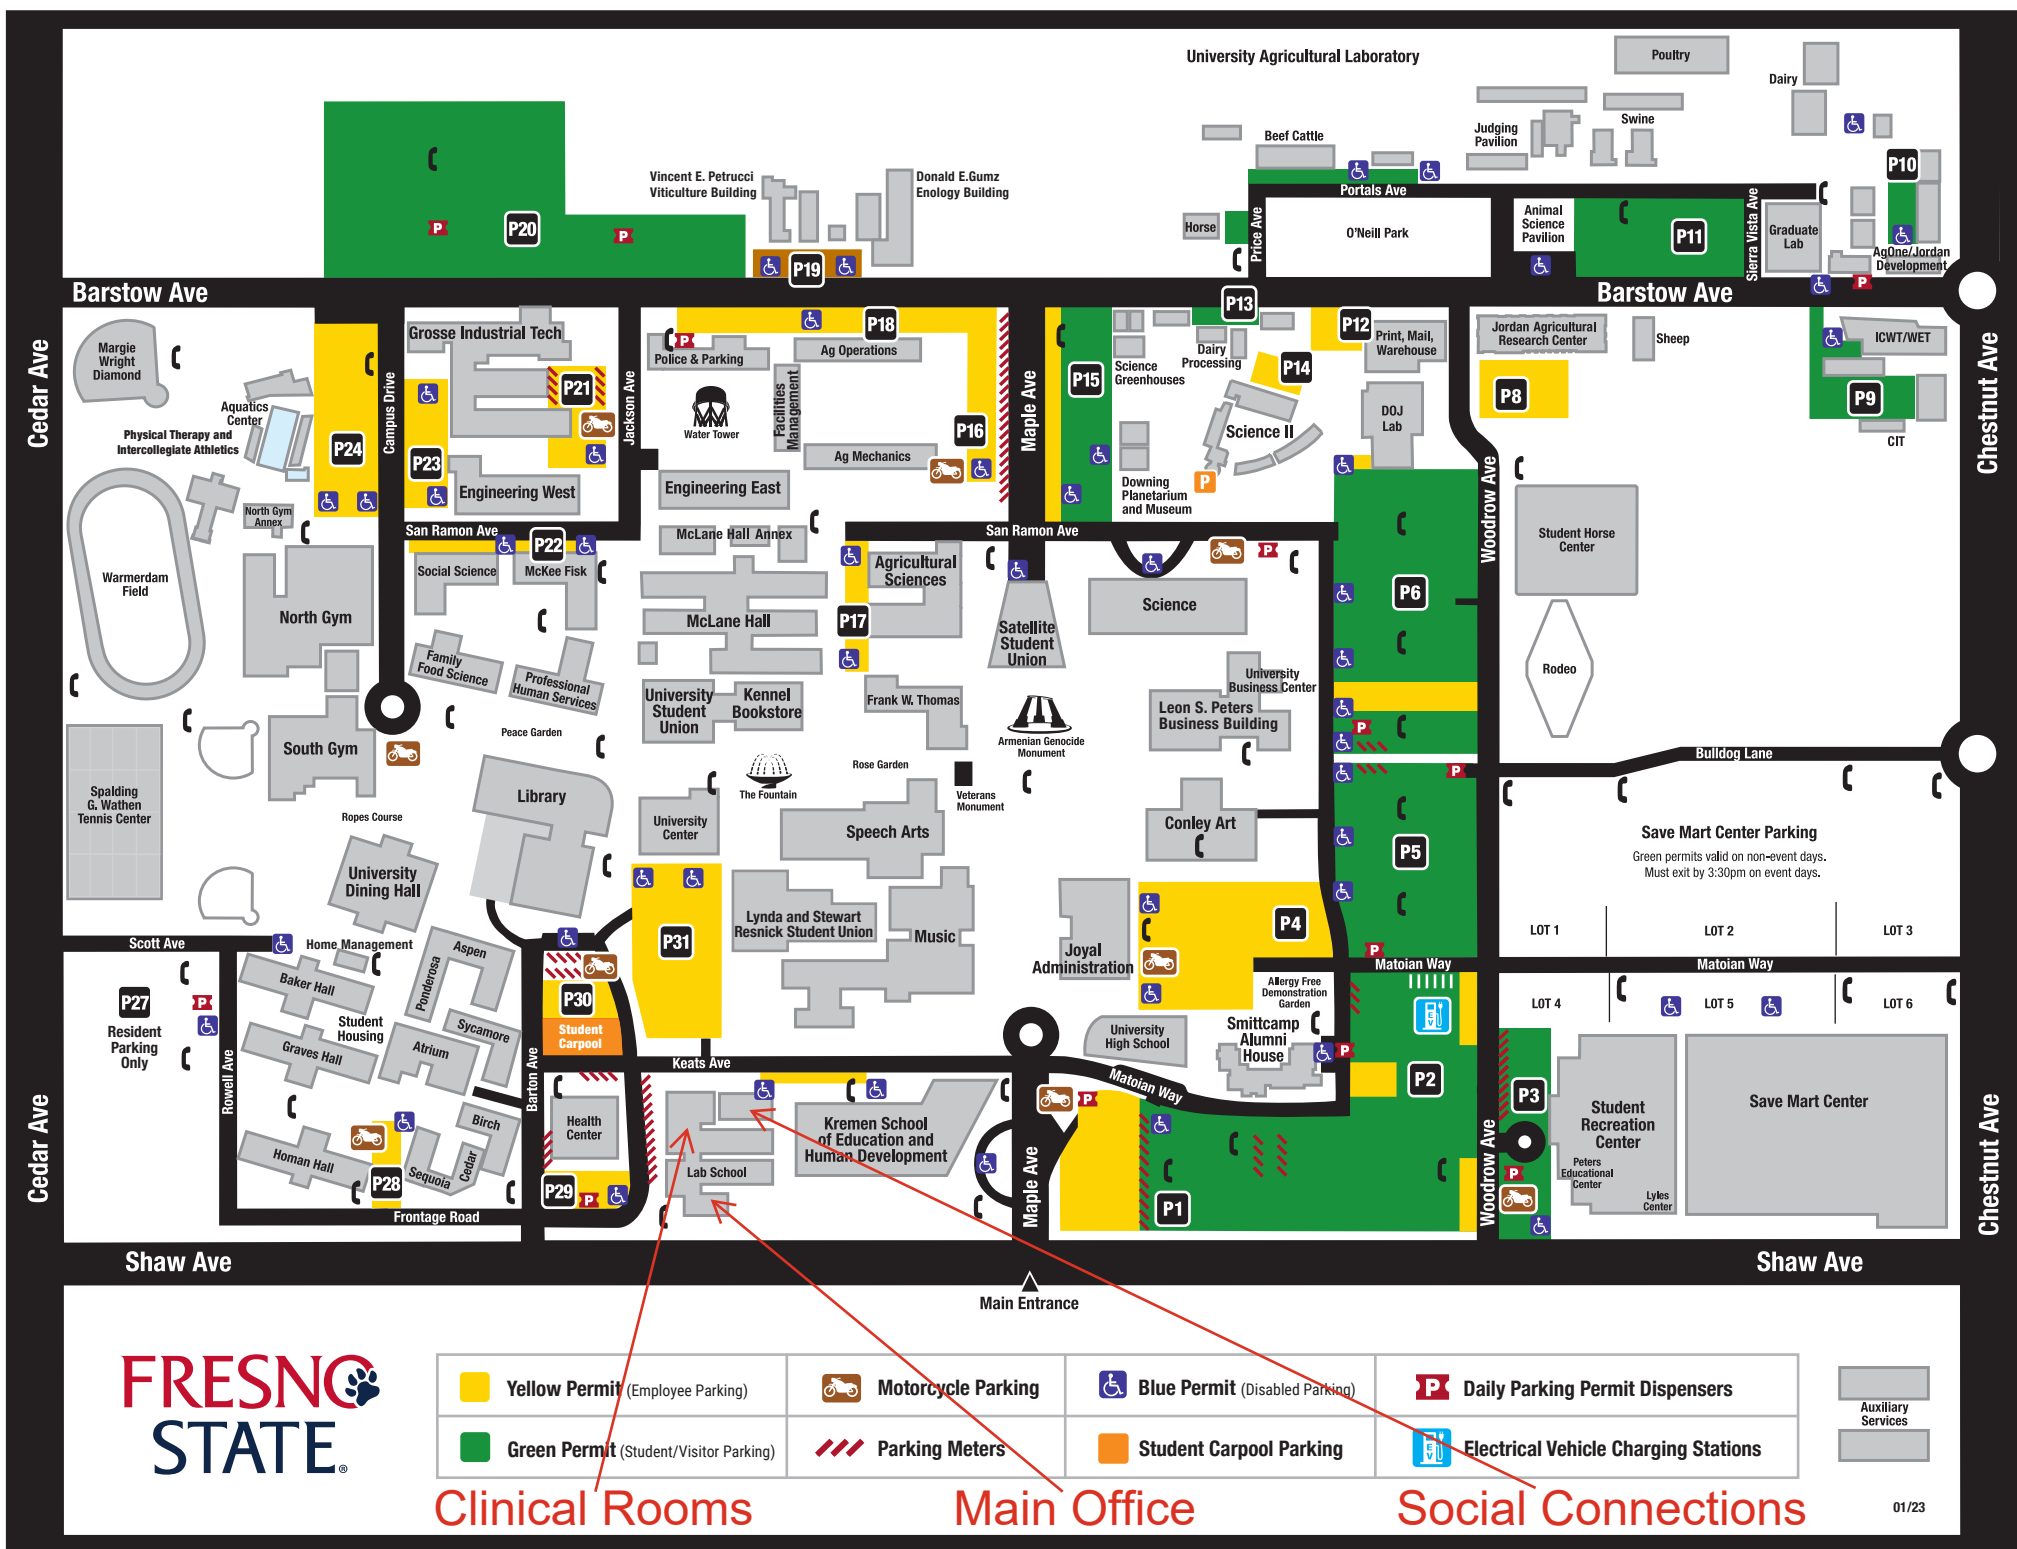 University Agricultural Laboratory
Poultry
Dairy
Swine
Judging
Pavilion
Beef Cattle
P10
Vincent E. Petrucci
Viticulture Building
Donald E.Gumz
Enology Building
Portals Ave
P
P20
P
Horse
Price Ave
O'Neill Park
Animal
Science
Pavilion
P11
Sierra Vista Ave
Graduate
Lab
AgOne/Jordan
Development
P19
P
Barstow Ave
Barstow Ave
P13
Cedar Ave
Margie
Wright
Diamond
Grosse Industrial Tech
P
Police & Parking
P18
Ag Operations
P12
Print, Mail,
Warehouse
Jordan Agricultural
Research Center
Sheep
ICWT/WET
Chestnut Ave
Campus Drive
P21
Jackson Ave
Facilities
Management
Water Tower
Maple Ave
P15
Science
Greenhouses
Dairy
Processing
P14
P8
P9
Aquatics
Center
Physical Therapy and
Intercollegiate Athletics
P24
P23
P16
Science II
DOJ
Lab
CIT
Ag Mechanics
Engineering West
Engineering East
P
Downing
Planetarium
and Museum
Woodrow Ave
North Gym
Annex
San Ramon Ave
San Ramon Ave
McLane Hall Annex
P22
Social Science
McKee Fisk
Agricultural
Sciences
P
Student Horse
Center
Warmerdam
Field
North Gym
McLane Hall
P17
Satellite
Student
Union
Science
P6
Family
Food Science
Professional
Human Services
University
Student
Union
Kennel
Bookstore
Frank W. Thomas
University
Business Center
Leon S. Peters
Business Building
Rodeo
South Gym
Peace Garden
Armenian Genocide
Monument
P
Bulldog Lane
Spalding
G. Wathen
Tennis Center
Ropes Course
Library
The Fountain
Rose Garden
Veterans
Monument
P
University
Center
Speech Arts
Conley Art
P5
Save Mart Center Parking
Green permits valid on non-event days.
Must exit by 3:30pm on event days.
University
Dining Hall
Lynda and Stewart
Resnick Student Union
Music
Joyal
Administration
P4
P
LOT 1
LOT 2
LOT 3
Scott Ave
Home Management
P31
Matoian Way
Matoian Way
Baker Hall
Ponderosa
Aspen
P27
P
Resident
Parking
Only
Rowell Ave
Student
Housing
Graves Hall
Atrium
Sycamore
P30
Student
Carpool
Allergy Free
Demonstration
Garden
EV
LOT 4
LOT 5
LOT 6
University
High School
Smittcamp
Alumni
House
P
Barton Ave
Keats Ave
Matoian Way
P2
Cedar Ave
Health
Center
P
Kremen School
of Education and
Human Development
P3
Student
Recreation
Center
Save Mart Center
Chestnut Ave
Homan Hall
Birch
Sequoia
Cedar
P28
P29
P
Lab School
Maple Ave
P1
Woodrow Ave
P
Peters
Educational
Center
Lyles
Center
Frontage Road
Shaw Ave
Shaw Ave
Main Entrance
FRESNO
STATE®
Yellow Permit (Employee Parking)
Motorcycle Parking
Blue Permit (Disabled Parking)
P Daily Parking Permit Dispensers
Green Permit (Student/Visitor Parking)
Parking Meters
Student Carpool Parking
EV Electrical Vehicle Charging Stations
Auxiliary
Services
Clinical Rooms
Main Office
Social Connections
01/23